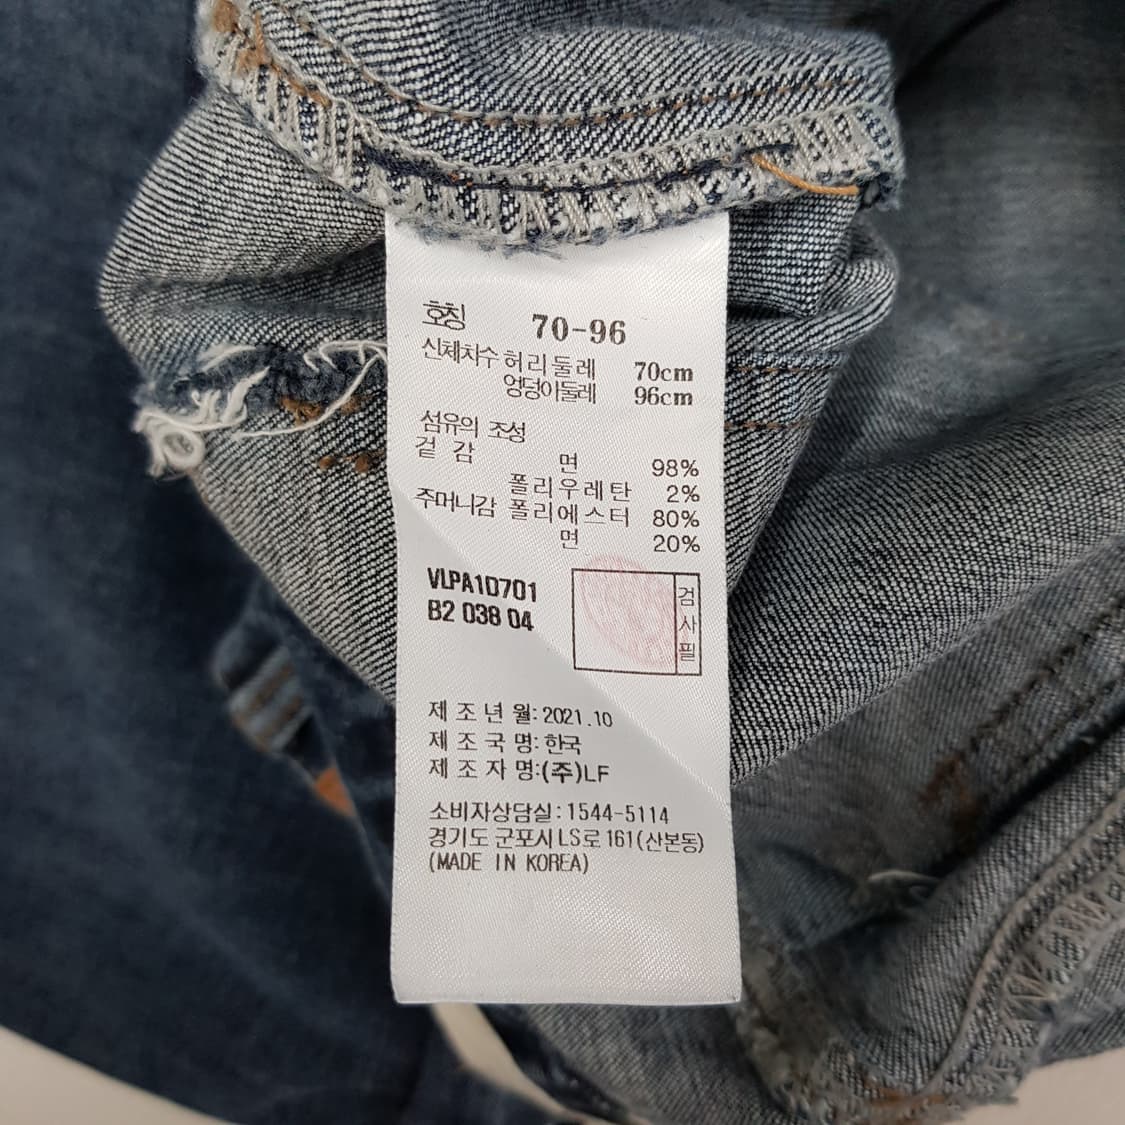 호칭 70-96
신체치수 허리둘레 70cm
엉덩이둘레 96cm
섬유의 조성
겉 감 면 98%
폴리우레탄 2%
주머니감 폴리에스터 80%
면 20%
VLPA10701
B2 038 04
검사필
제 조 년 월: 2021.10
제 조 국 명: 한국
제 조 자 명: (주)LF
소비자상담실: 1544-5114
경기도 군포시 LS로 161(산본동)
(MADE IN KOREA)